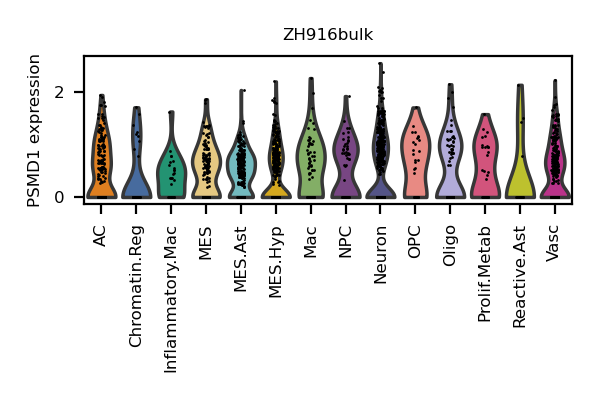 ZH916bulk
PSMD1 expression
2
0
AC
Chromatin.Reg
Inflammatory.Mac
MES
MES.Ast
MES.Hyp
Mac
NPC
Neuron
OPC
Oligo
Prolif.Metab
Reactive.Ast
Vasc